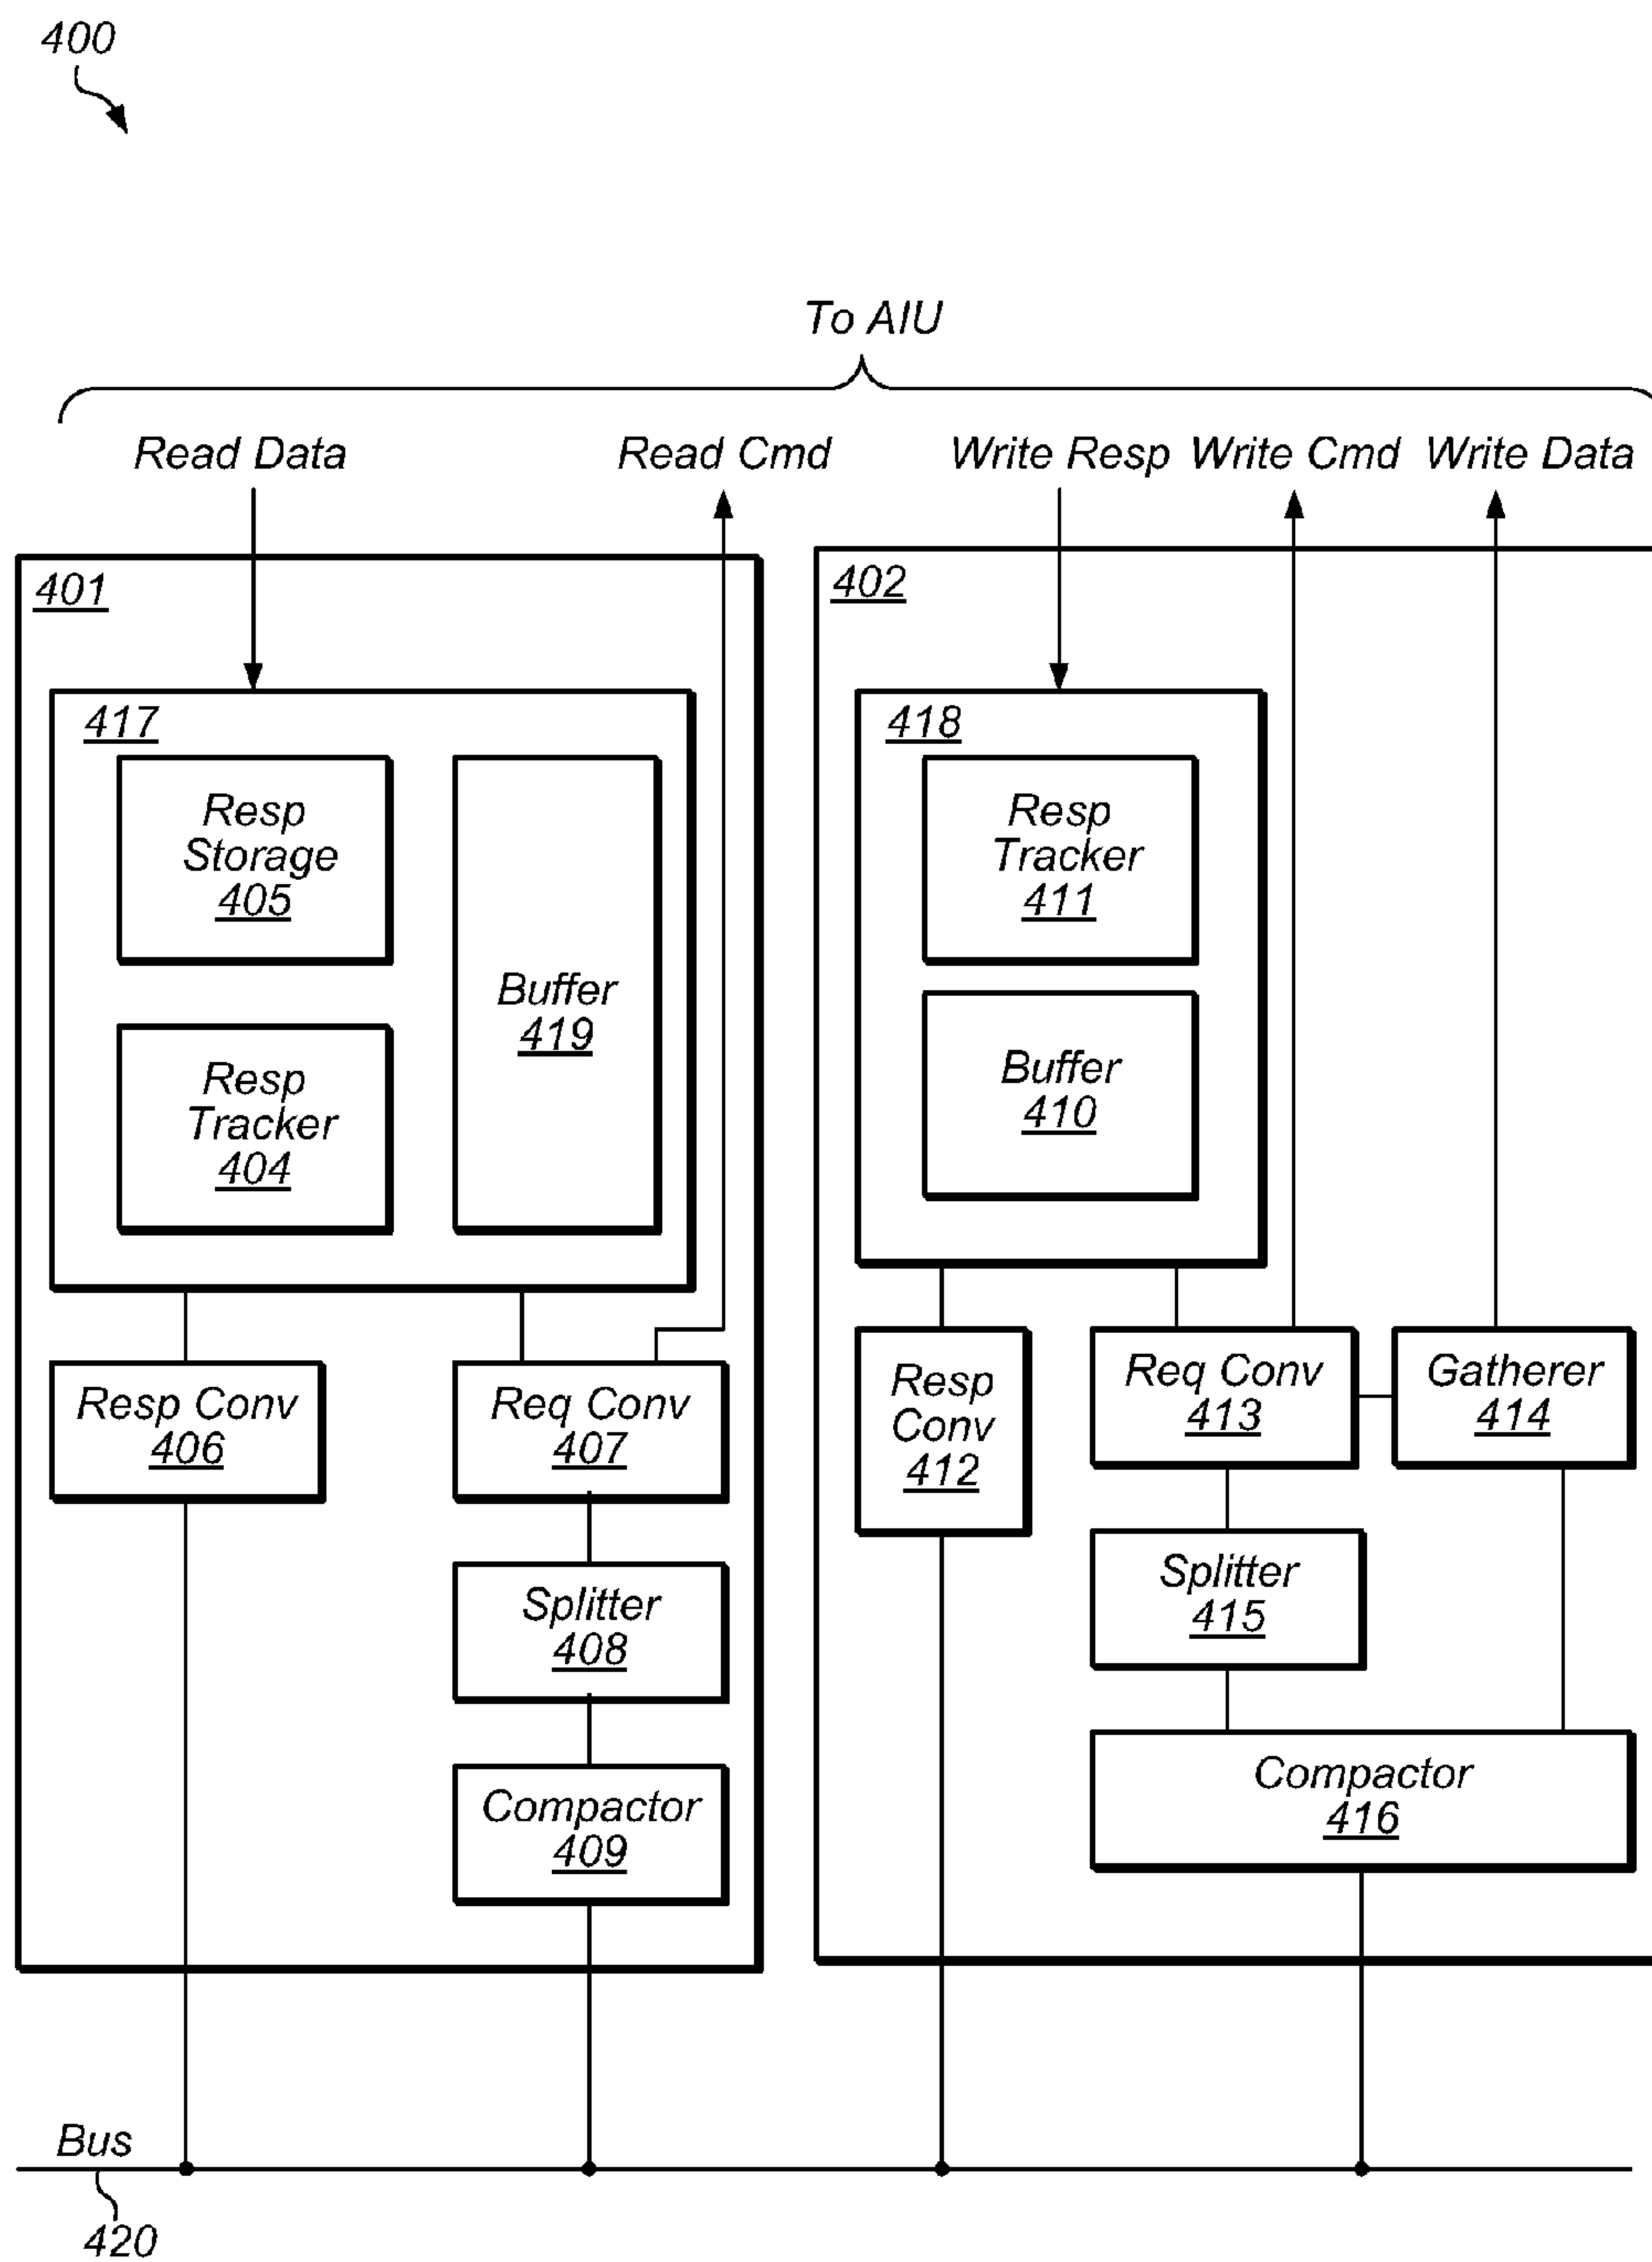 400
To AIU
Read Data
Read Cmd
Write Resp
Write Cmd
Write Data
401
417
Resp
Storage
405
Resp
Tracker
404
Buffer
419
Resp Conv
406
Req Conv
407
Splitter
408
Compactor
409
402
418
Resp
Tracker
411
Buffer
410
Resp
Conv
412
Req Conv
413
Gatherer
414
Splitter
415
Compactor
416
Bus
420